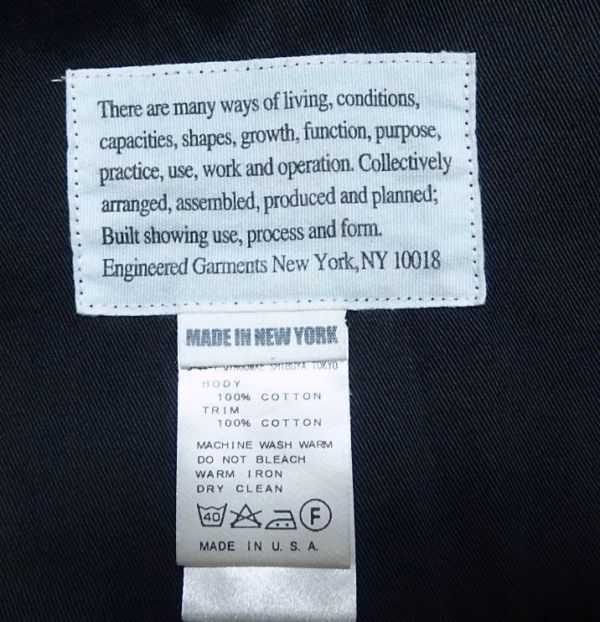 There are many ways of living, conditions,
capacities, shapes, growth, function, purpose,
practice, use, work and operation. Collectively
arranged, assembled, produced and planned;
Built showing use, process and form.
Engineered Garments New York, NY 10018
MADE IN NEW YORK
SHIBUYA TOKYO
BODY
100% COTTON
TRIM
100% COTTON
MACHINE WASH WARM
DO NOT BLEACH
WARM IRON
DRY CLEAN
40 F
MADE IN U. S. A.